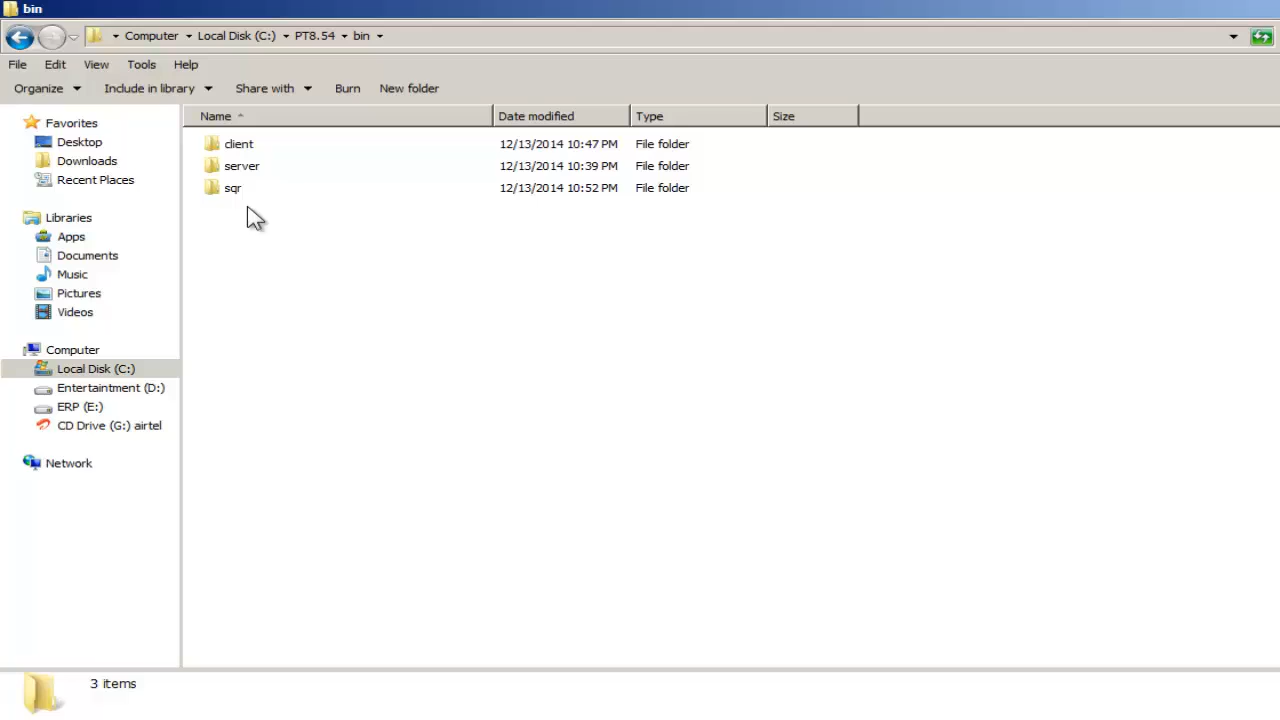 bin
Computer Local Disk (C:) PT8.54 bin
File Edit View Tools Help
Organize Include in library Share with Burn New folder
Name Date modified Type Size
client 12/13/2014 10:47 PM File folder
server 12/13/2014 10:39 PM File folder
sqr 12/13/2014 10:52 PM File folder
Favorites
Desktop
Downloads
Recent Places
Libraries
Apps
Documents
Music
Pictures
Videos
Computer
Local Disk (C:)
Entertaintment (D:)
ERP (E:)
CD Drive (G:) airtel
Network
3 items